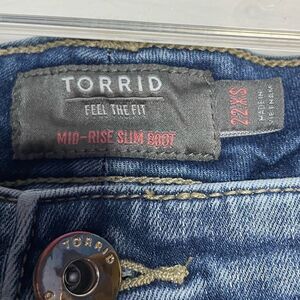 TORRID
FEEL THE FIT
MID-RISE SLIM BOOT
22XS
MADE IN
VIETNAM
TORRID